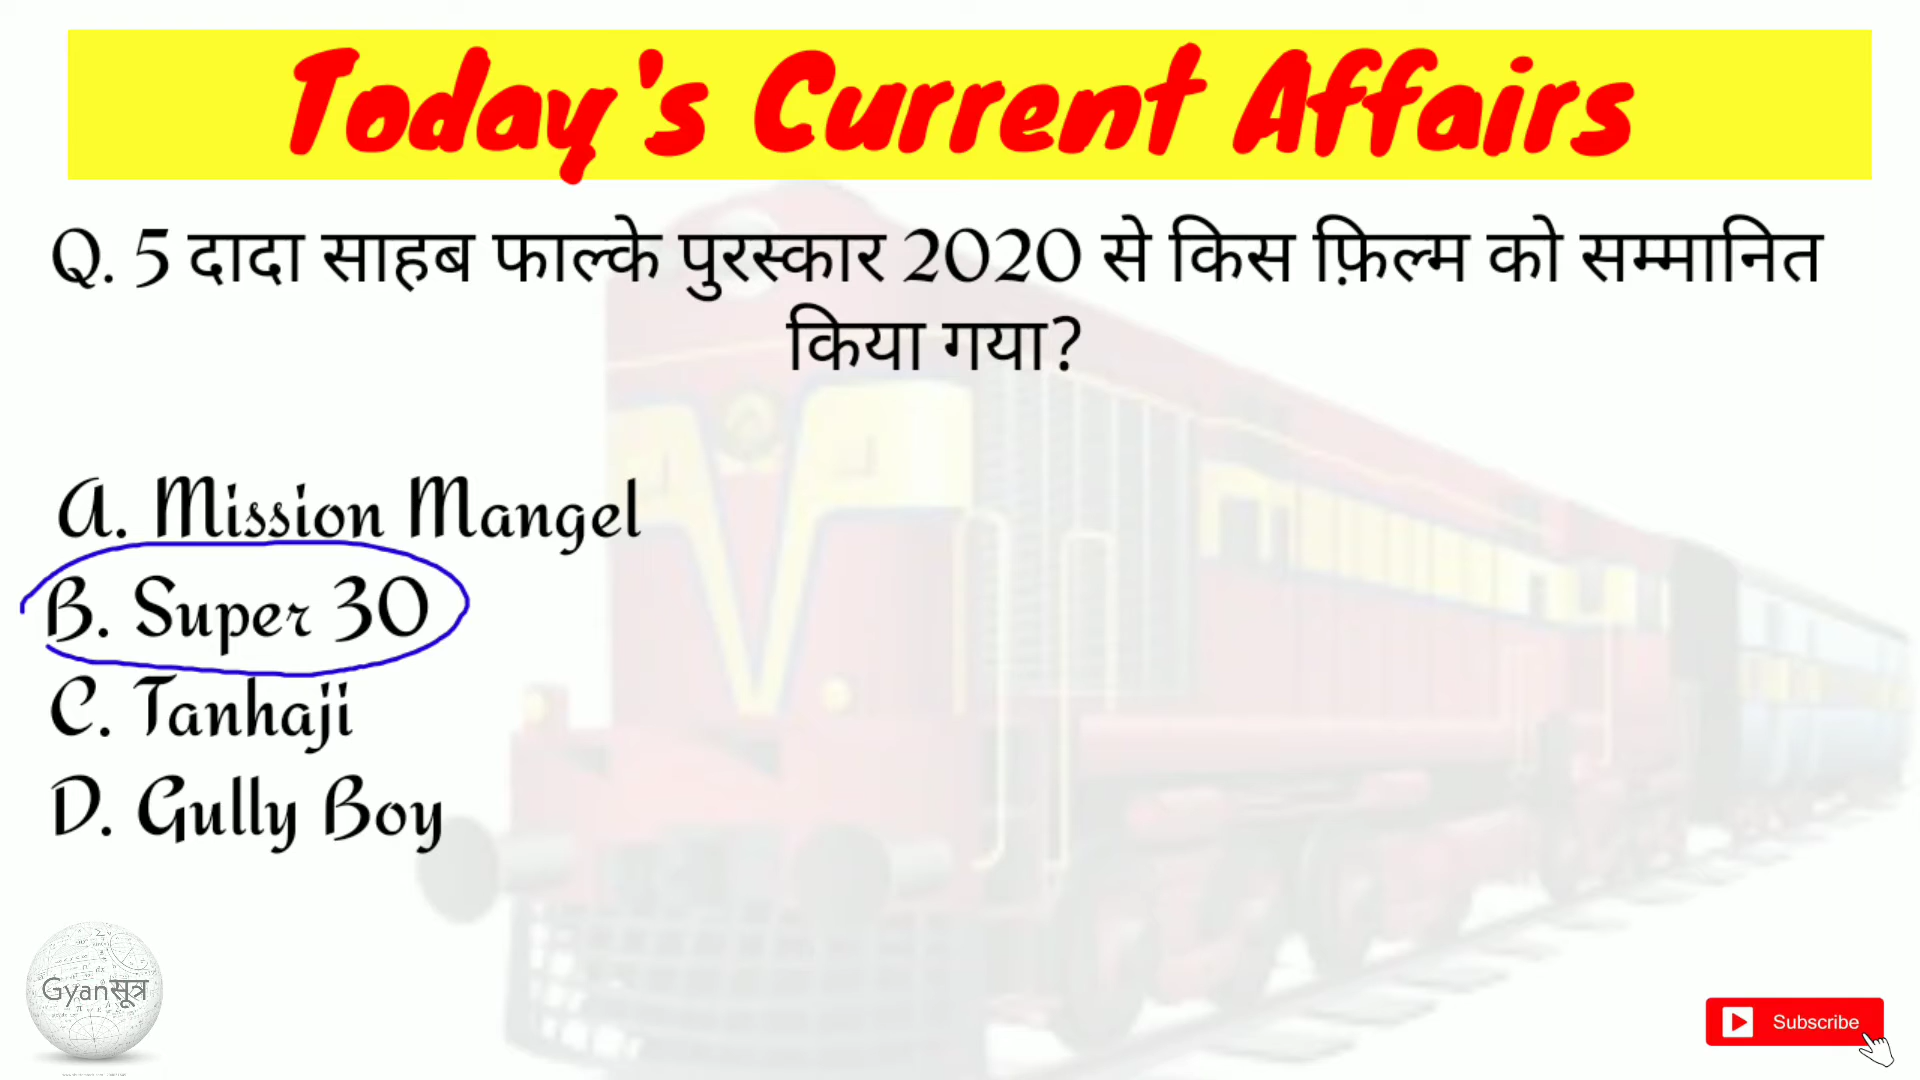 Today's Current Affairs
Q. 5 दादा साहब फाल्के पुरस्कार 2020 से किस फ़िल्म को सम्मानित
किया गया?
A. Mission Mangel
B. Super 30
C. Tanhaji
D. Gully Boy
Gyanसूत्र
Subscribe